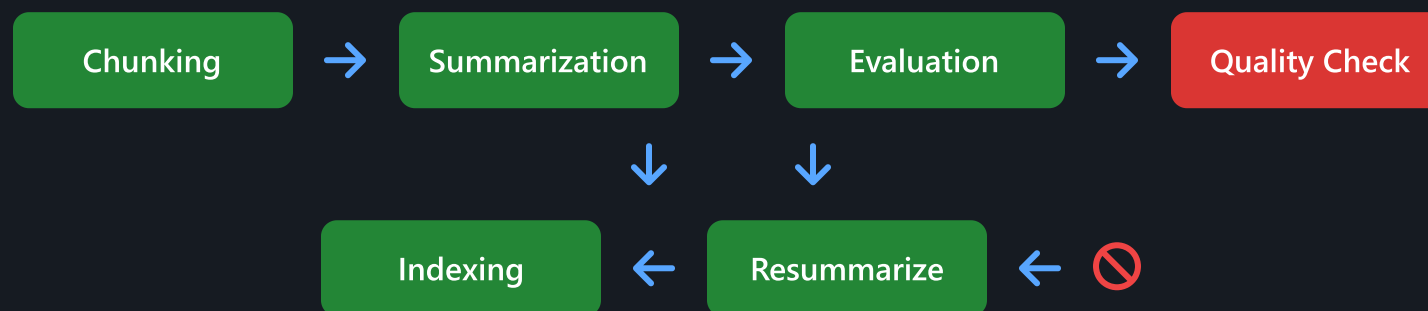 Chunking
Summarization
Evaluation
Quality Check
Indexing
Resummarize